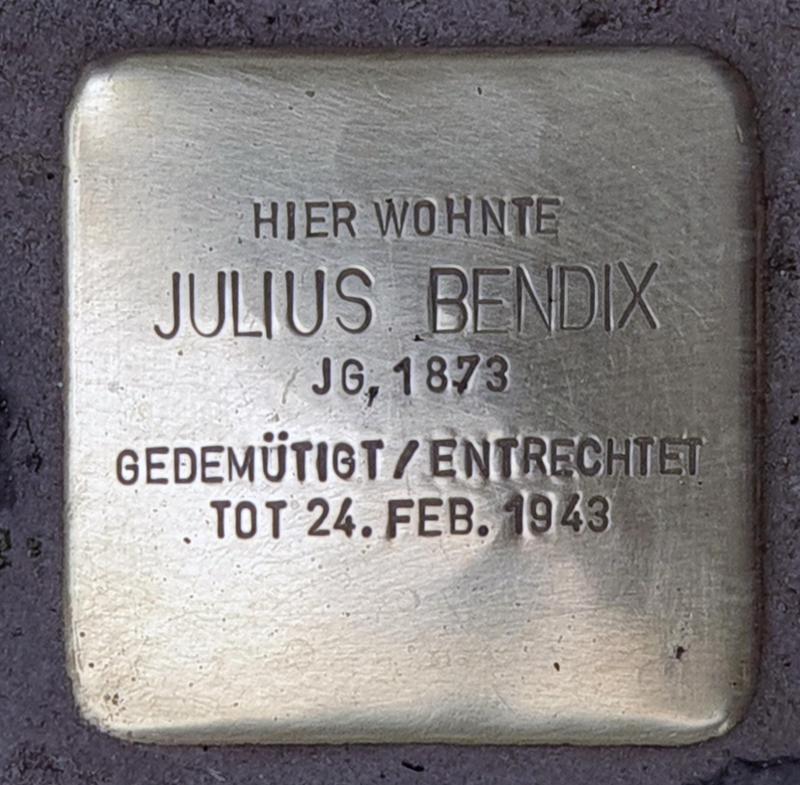 HIER WOHNTE
JULIUS BENDIX
JG, 1873
GEDEMÜTIGT / ENTRECHTET
TOT 24. FEB. 1943